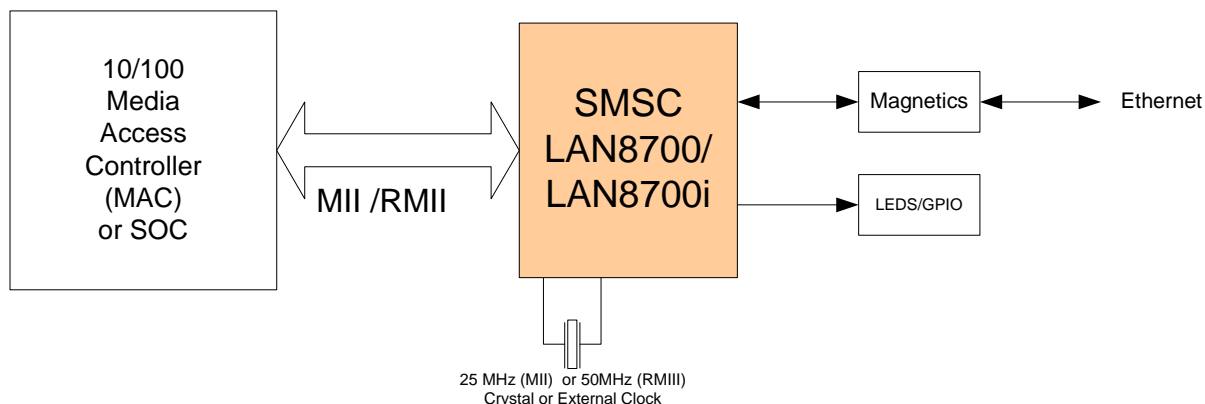 10/100
Media
Access
Controller
(MAC)
or SOC
MII /RMII
SMSC
LAN8700/
LAN8700i
Magnetics
Ethernet
LEDS/GPIO
25 MHz (MII) or 50MHz (RMIII)
Crystal or External Clock